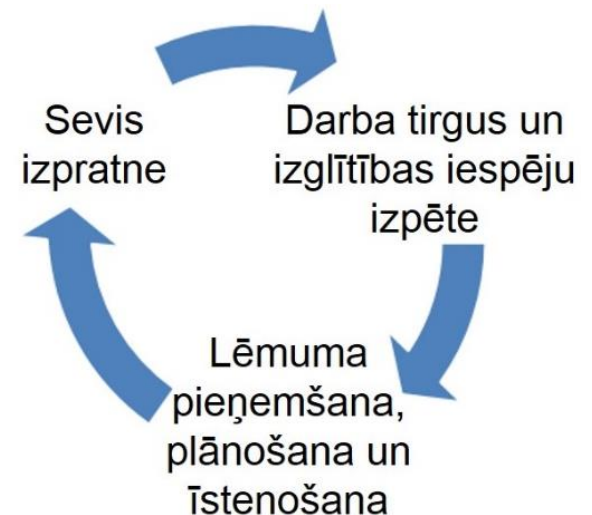 Sevis
izpratne
Darba tirgus un
izglītības iespēju
izpēte
Lēmuma
pieņemšana,
plānošana un
īstenošana